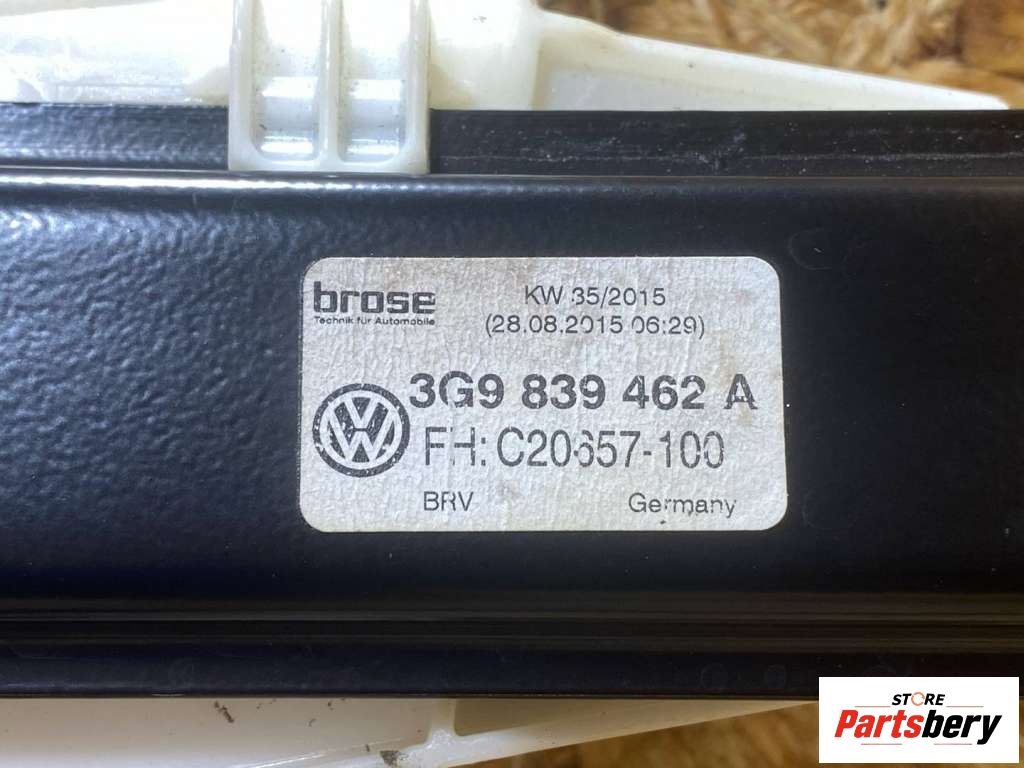 brose
Technik für Automobile
KW 35/2015
(28.08.2015 06:29)
3G9 839 462 A
FH: C20657-100
BRV Germany
STORE
Partsbery